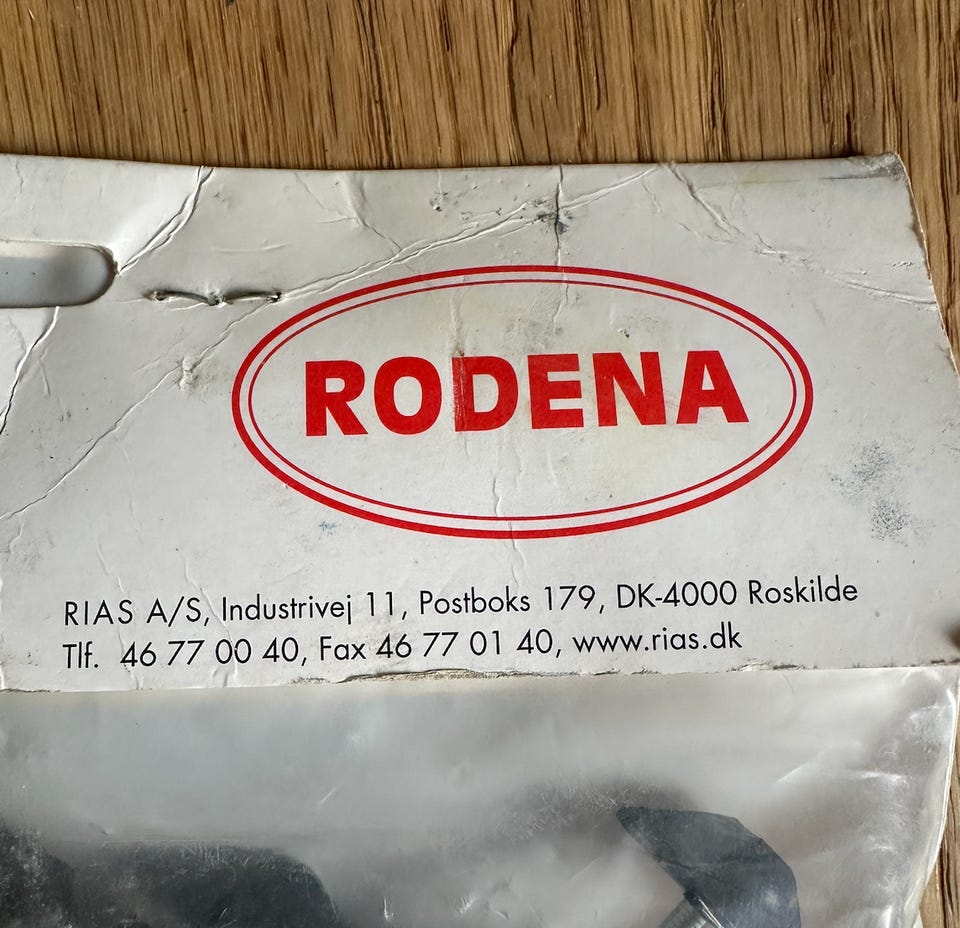 RODENA
RIAS A/S, Industrivej 11, Postboks 179, DK-4000 Roskilde
Tlf. 46 77 00 40, Fax 46 77 01 40, www.rias.dk